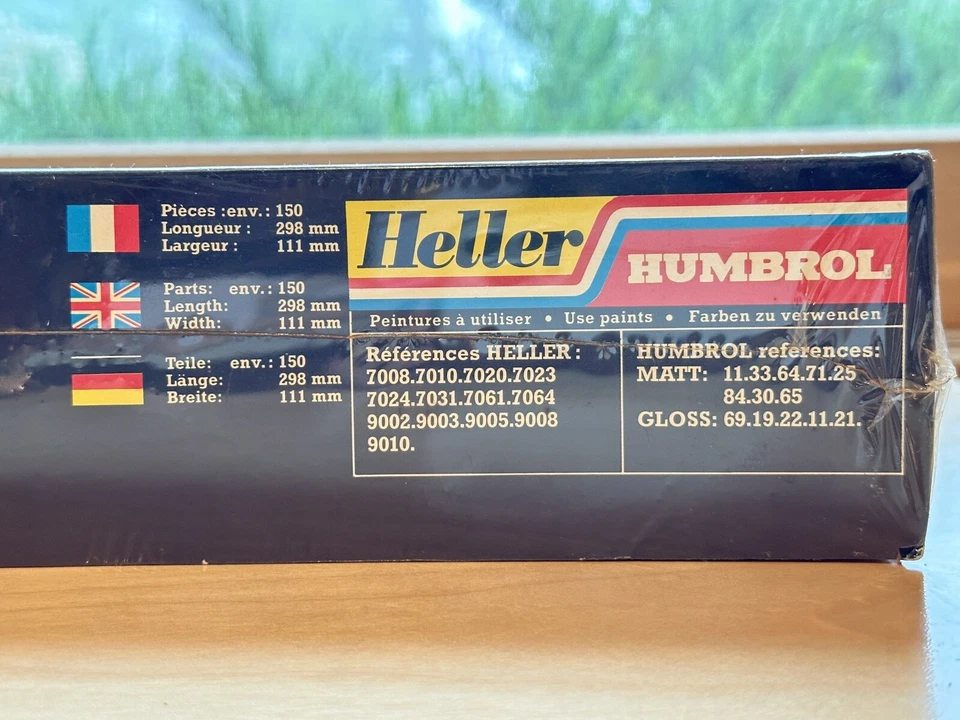 Pièces :env.: 150
Longueur : 298 mm
Largeur : 111 mm
Parts: env.: 150
Length: 298 mm
Width: 111 mm
Teile: env.: 150
Länge: 298 mm
Breite: 111 mm
Heller
HUMBROL
Peintures à utiliser • Use paints • Farben zu verwenden
Références HELLER :
7008.7010.7020.7023
7024.7031.7061.7064
9002.9003.9005.9008
9010.
HUMBROL references:
MATT: 11.33.64.71.25
84.30.65
GLOSS: 69.19.22.11.21.